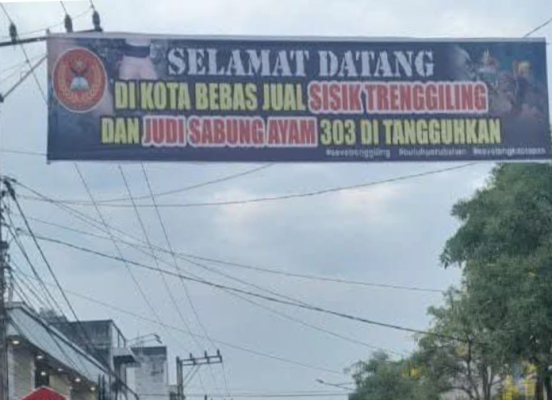 SELAMAT DATANG
DI KOTA BEBAS JUAL SISIK TRENGGILING
DAN JUDI SABUNG AYAM 303 DI TANGGUHKAN